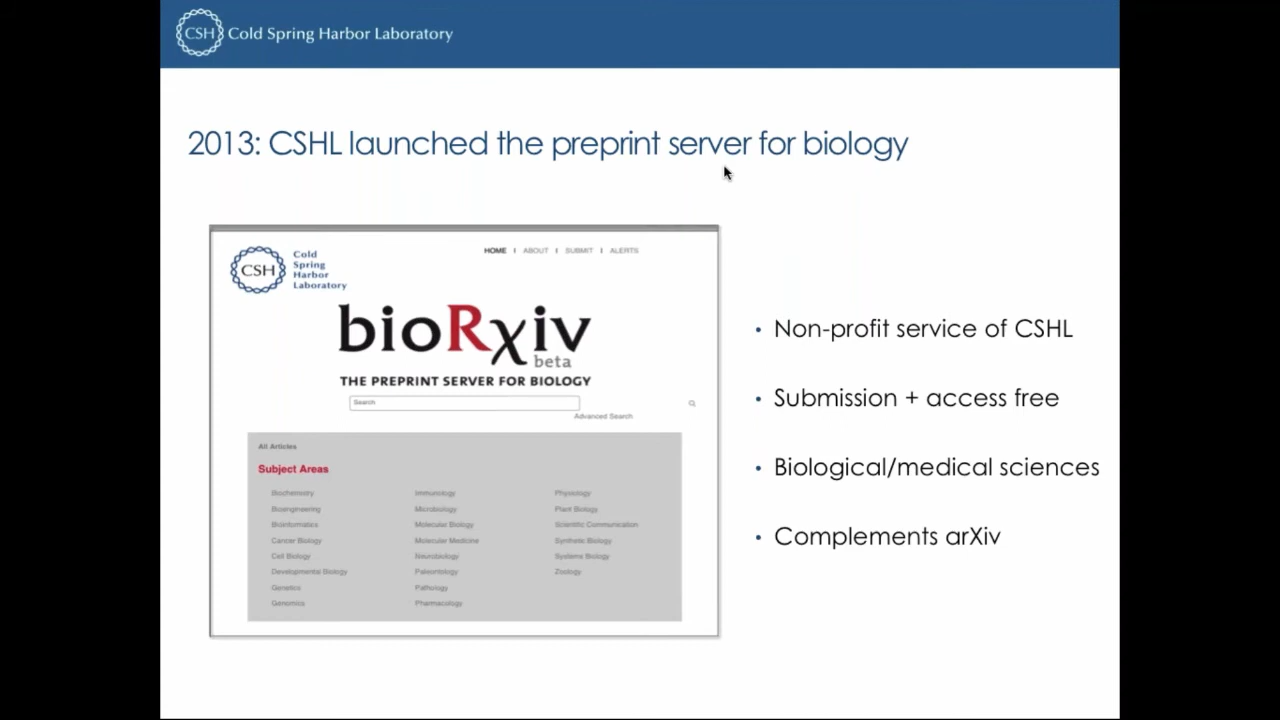 CSH Cold Spring Harbor Laboratory
2013: CSHL launched the preprint server for biology
HOME I ABOUT I SUBMIT I ALERTS
CSH
Cold
Spring
Harbor
Laboratory
bioRχiv
beta
THE PREPRINT SERVER FOR BIOLOGY
Search
Advanced Search
All Articles
Subject Areas
Biochemistry
Bioengineering
Bioinformatics
Cancer Biology
Cell Biology
Developmental Biology
Genetics
Genomics
Immunology
Microbiology
Molecular Biology
Molecular Medicine
Neurobiology
Paleontology
Pathology
Pharmacology
Physiology
Plant Biology
Scientific Communication
Synthetic Biology
Systems Biology
Zoology
• Non-profit service of CSHL
• Submission + access free
• Biological/medical sciences
• Complements arXiv